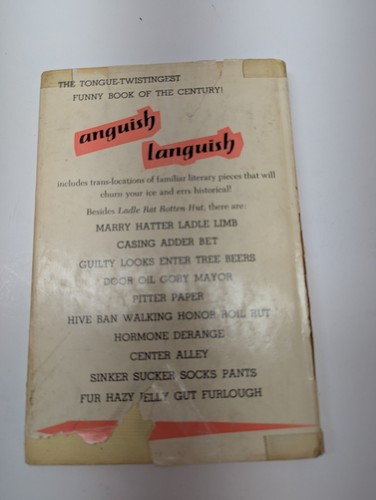 THE TONGUE-TWISTINGEST
FUNNY BOOK OF THE CENTURY!
anguish
languish
includes trans-locations of familiar literary pieces that will
churn your ice and errs historical!
Besides Ladle Rat Rotten Hut, there are:
MARRY HATTER LADLE LIMB
CASING ADDER BET
GUILTY LOOKS ENTER TREE BEERS
DOOR OIL GORY MAYOR
PITTER PAPER
HIVE BAN WALKING HONOR ROIL RUT
HORMONE DERANGE
CENTER ALLEY
SINKER SUCKER SOCKS PANTS
FUR HAZY JELLY GUT FURLOUGH